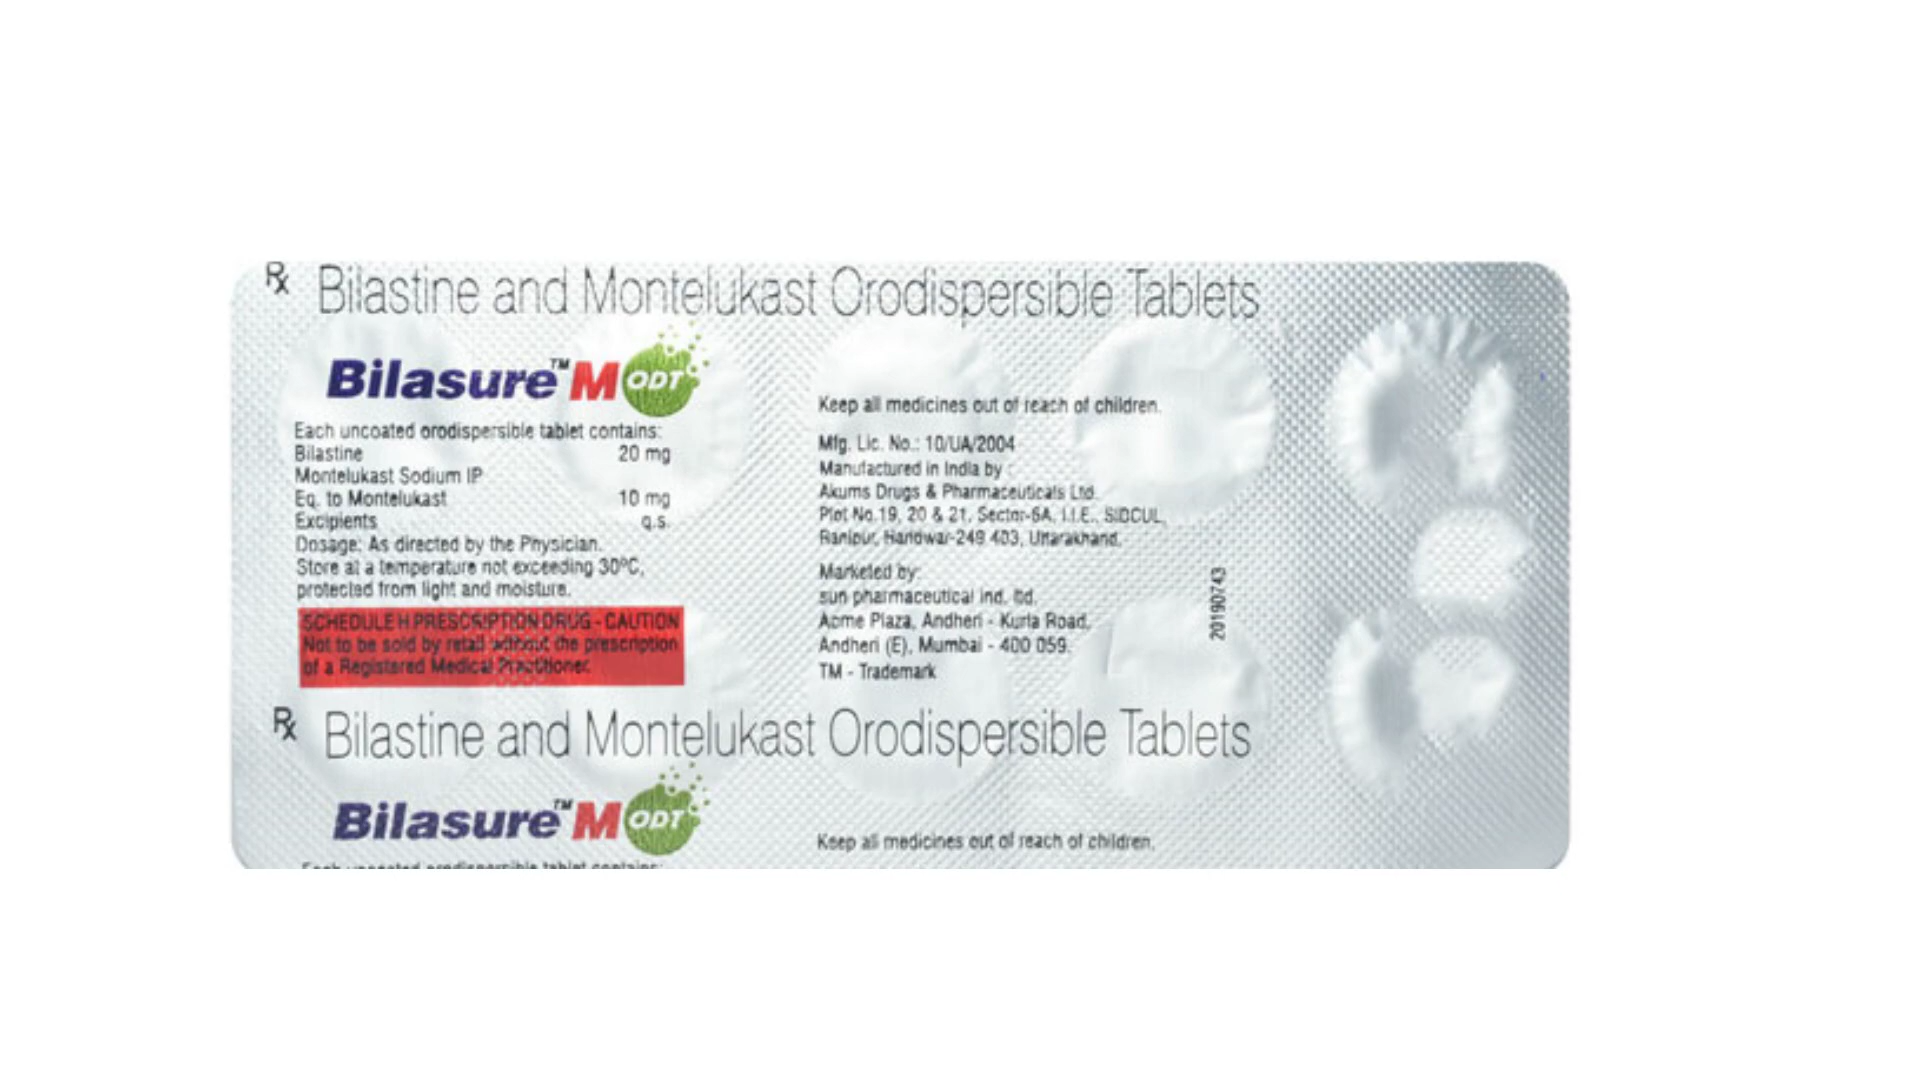 Rx Bilastine and Montelukast Orodispersible Tablets
Bilasure™ M ODT
Each uncoated orodispersible tablet contains:
Bilastine 20 mg
Montelukast Sodium IP
Eq. to Montelukast 10 mg
Excipients q.s.
Dosage: As directed by the Physician.
Store at a temperature not exceeding 30ºC,
protected from light and moisture.
SCHEDULE H PRESCRIPTION DRUG - CAUTION
Not to be sold by retail without the prescription
of a Registered Medical Practitioner.
Keep all medicines out of reach of children.
Mfg. Lic. No.: 10/UA/2004
Manufactured in India by :
Akums Drugs & Pharmaceuticals Ltd.
Plot No.19, 20 & 21, Sector-6A, I.I.E., SIDCUL,
Ranipur, Haridwar-249 403, Uttarakhand.
Marketed by:
sun pharmaceutical ind. ltd.
Acme Plaza, Andheri - Kurla Road,
Andheri (E), Mumbai - 400 059.
TM - Trademark
20190743
Rx Bilastine and Montelukast Orodispersible Tablets
Bilasure™ M ODT
Keep all medicines out of reach of children.
Each uncoated orodispersible tablet contains: